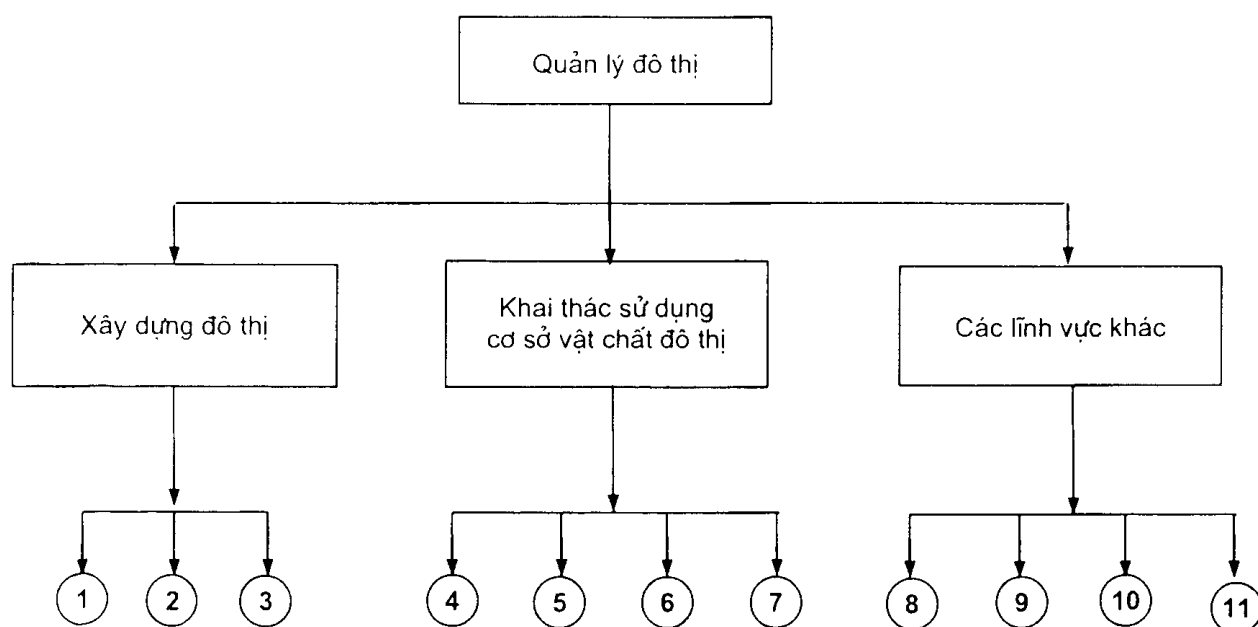 Quản lý đô thị
Xây dựng đô thị
Khai thác sử dụng
cơ sở vật chất đô thị
Các lĩnh vực khác
1 2 3 4 5 6 7 8 9 10 11